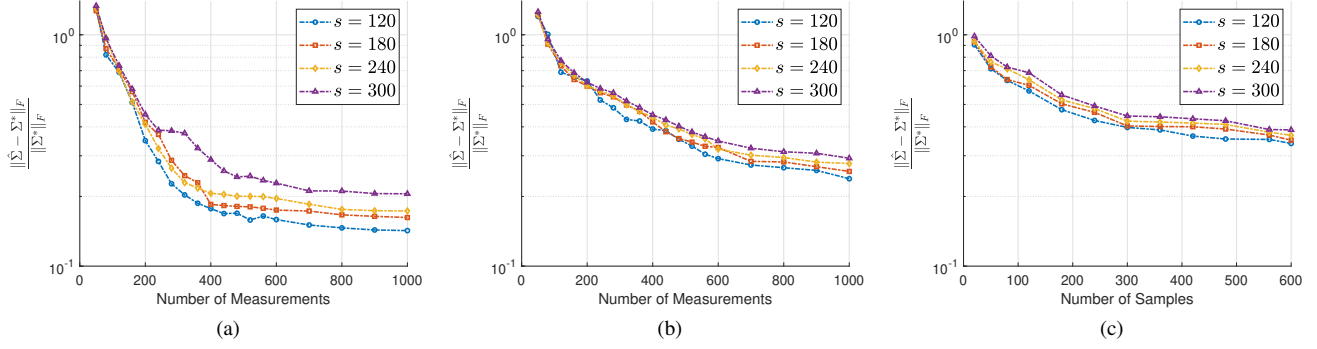 10^0
10^-1
||Σ̂ − Σ*||_F
||Σ*||_F
s = 120
s = 180
s = 240
s = 300
0 200 400 600 800 1000
Number of Measurements
(a)
10^0
10^-1
||Σ̂ − Σ*||_F
||Σ*||_F
s = 120
s = 180
s = 240
s = 300
0 200 400 600 800 1000
Number of Measurements
(b)
10^0
10^-1
||Σ̂ − Σ*||_F
||Σ*||_F
s = 120
s = 180
s = 240
s = 300
0 100 200 300 400 500 600
Number of Samples
(c)